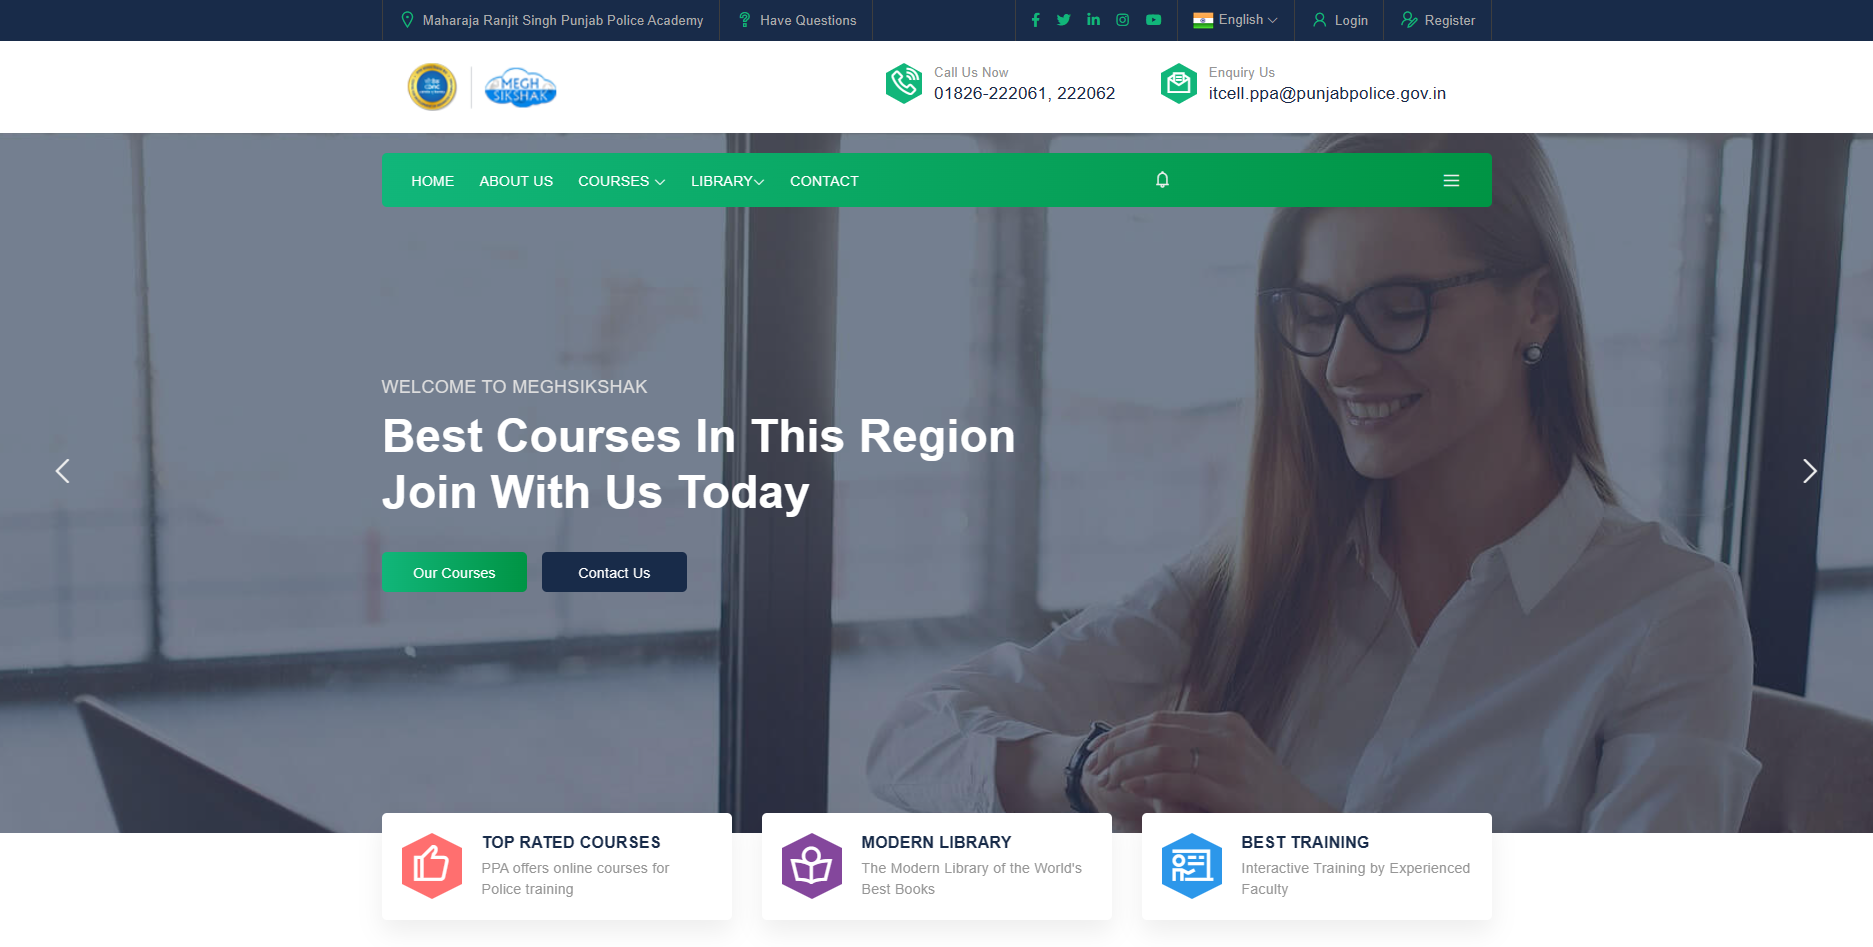 Maharaja Ranjit Singh Punjab Police Academy
Have Questions
English
Login
Register
MEGH
SIKSHAK
Call Us Now
01826-222061, 222062
Enquiry Us
itcell.ppa@punjabpolice.gov.in
HOME
ABOUT US
COURSES
LIBRARY
CONTACT
WELCOME TO MEGHSIKSHAK
Best Courses In This Region
Join With Us Today
Our Courses
Contact Us
TOP RATED COURSES
PPA offers online courses for
Police training
MODERN LIBRARY
The Modern Library of the World's
Best Books
BEST TRAINING
Interactive Training by Experienced
Faculty